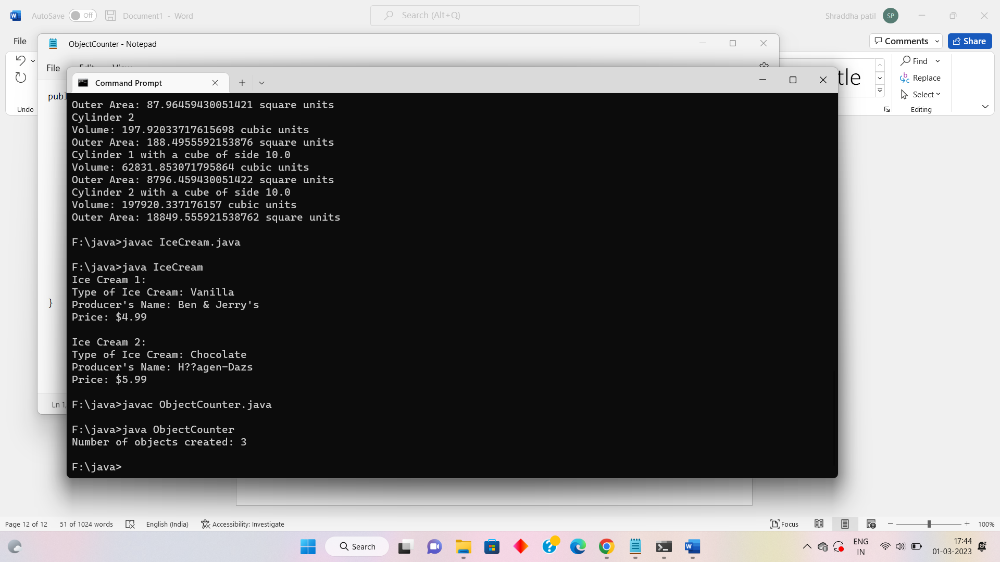 AutoSave Off Document1 - Word Search (Alt+Q) Shraddha patil SP
File Comments Share
ObjectCounter - Notepad
File Edit View
Undo
Find
Replace
Select
Editing
tle
publ
}
Ln 1,
Command Prompt
Outer Area: 87.96459430051421 square units
Cylinder 2
Volume: 197.92033717615698 cubic units
Outer Area: 188.4955592153876 square units
Cylinder 1 with a cube of side 10.0
Volume: 62831.853071795864 cubic units
Outer Area: 8796.459430051422 square units
Cylinder 2 with a cube of side 10.0
Volume: 197920.337176157 cubic units
Outer Area: 18849.555921538762 square units
F:\java>javac IceCream.java
F:\java>java IceCream
Ice Cream 1:
Type of Ice Cream: Vanilla
Producer's Name: Ben & Jerry's
Price: $4.99
Ice Cream 2:
Type of Ice Cream: Chocolate
Producer's Name: H??agen-Dazs
Price: $5.99
F:\java>javac ObjectCounter.java
F:\java>java ObjectCounter
Number of objects created: 3
F:\java>
Page 12 of 12 51 of 1024 words English (India) Accessibility: Investigate Focus 100%
Search ENG 17:44
IN 01-03-2023